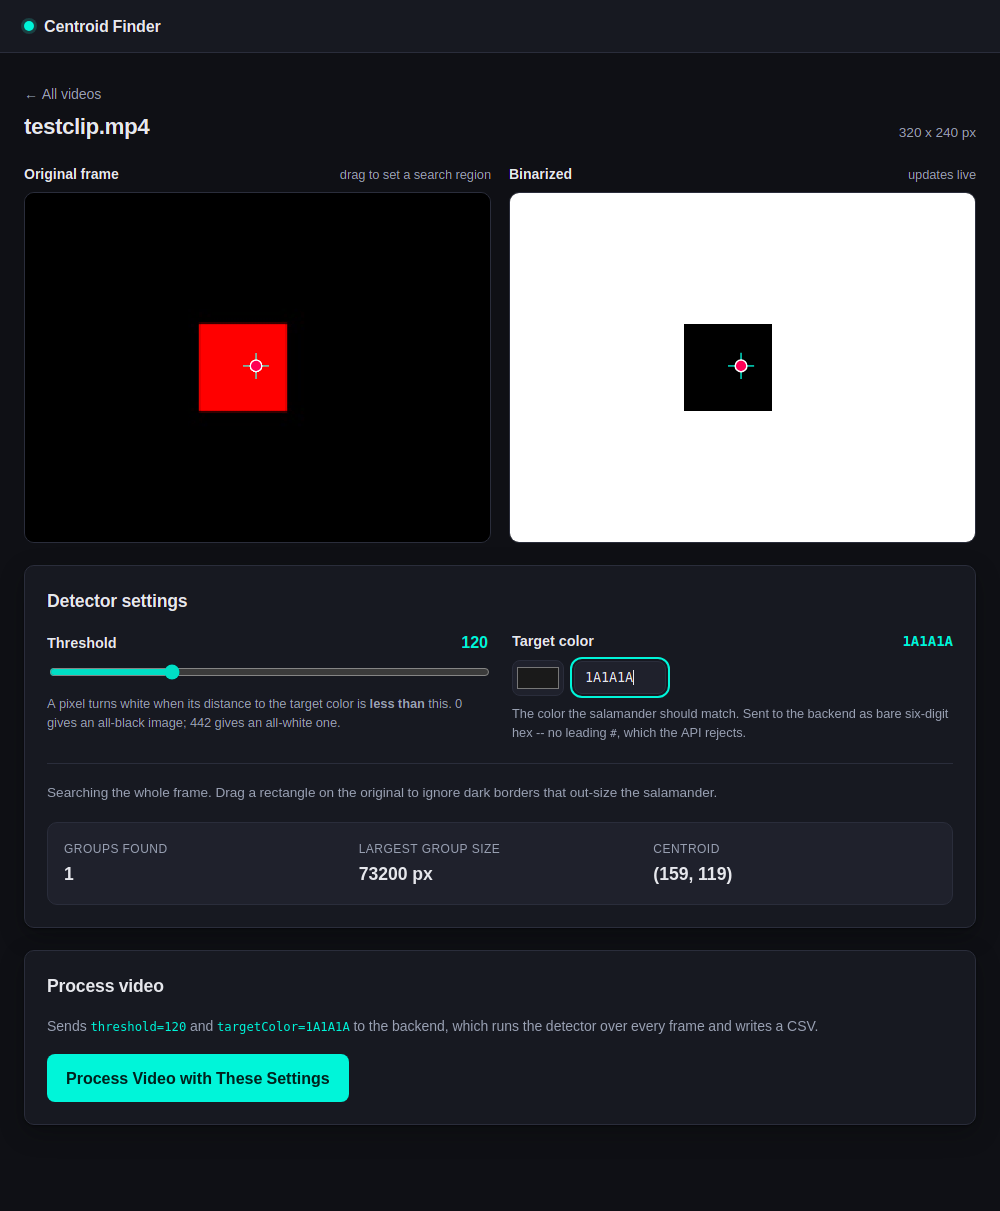 Centroid Finder
← All videos
testclip.mp4
320 x 240 px
Original frame
drag to set a search region
Binarized
updates live
Detector settings
Threshold
120
A pixel turns white when its distance to the target color is less than this. 0
gives an all-black image; 442 gives an all-white one.
Target color
1A1A1A
1A1A1A
The color the salamander should match. Sent to the backend as bare six-digit
hex -- no leading #, which the API rejects.
Searching the whole frame. Drag a rectangle on the original to ignore dark borders that out-size the salamander.
GROUPS FOUND
1
LARGEST GROUP SIZE
73200 px
CENTROID
(159, 119)
Process video
Sends threshold=120 and targetColor=1A1A1A to the backend, which runs the detector over every frame and writes a CSV.
Process Video with These Settings